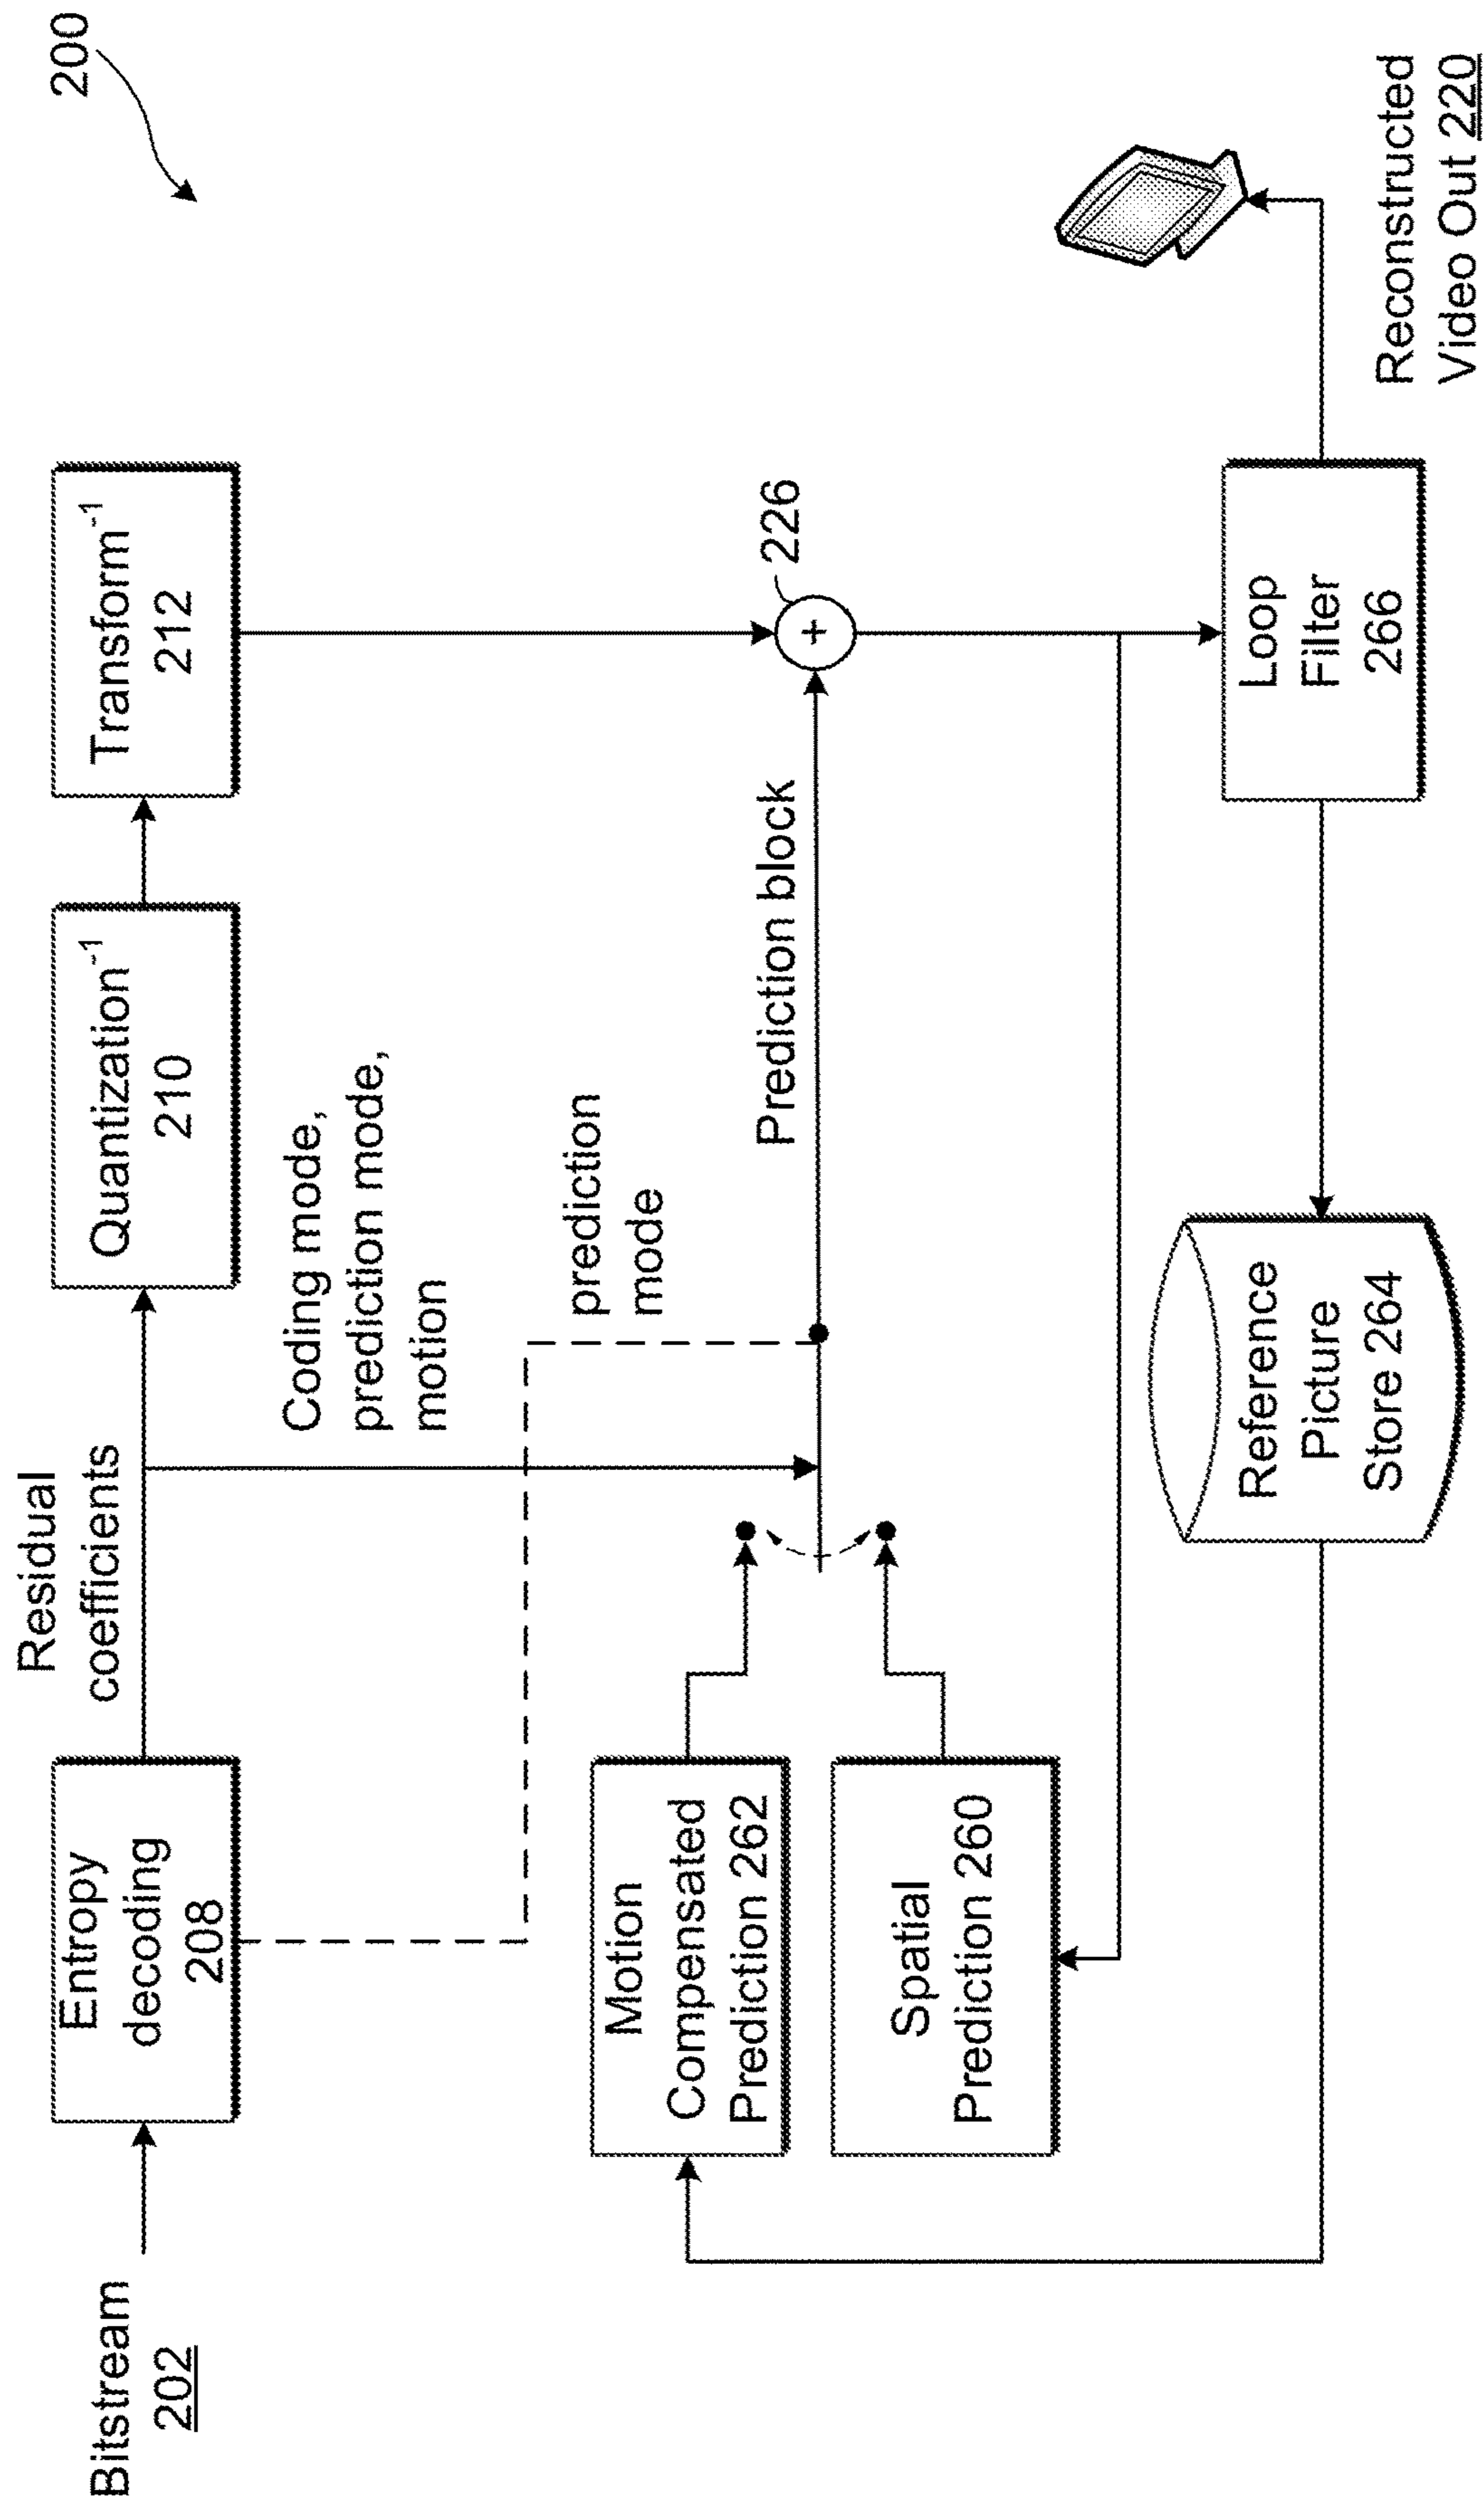 200
Bitstream
202
Entropy
decoding
208
Residual
coefficients
Quantization-1
210
Transform-1
212
Coding mode,
prediction mode,
motion
prediction
mode
Motion
Compensated
Prediction 262
Spatial
Prediction 260
Prediction block
226
+
Reference
Picture
Store 264
Loop
Filter
266
Reconstructed
Video Out 220